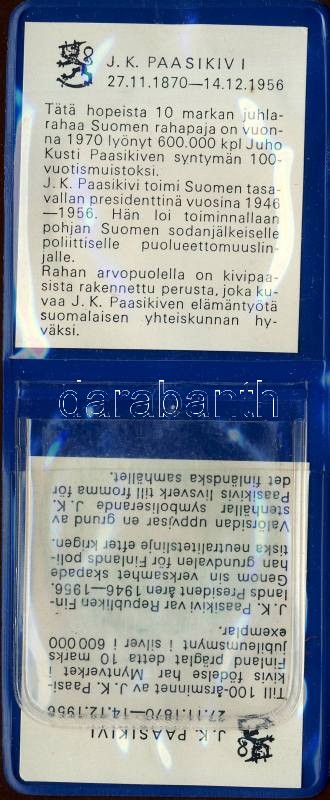 J. K. PAASIKIVI
27.11.1870—14.12.1956
Tätä hopeista 10 markan juhla-
rahaa Suomen rahapaja on vuon-
na 1970 lyönyt 600.000 kpl Juho
Kusti Paasikiven syntymän 100-
vuotismuistoksi.
J. K. Paasikivi toimi Suomen tasa-
vallan presidenttinä vuosina 1946
—1956. Hän loi toiminnallaan
pohjan Suomen sodanjälkeiselle
poliittiselle puolueettomuuslin-
jalle.
Rahan arvopuolella on kivipaa-
sista rakennettu perusta, joka ku-
vaa J. K. Paasikiven elämäntyötä
suomalaisen yhteiskunnan hy-
väksi.
darabanth
J. K. PAASIKIVI
27.11.1870—14.12.1956
Till 100-årsminnet av J. K. Paasi-
kivis födelse har Myntverket i
Finland präglat detta 10 marks
jubileumsmynt i silver i 600 000
exemplar.
J. K. Paasikivi var Republiken Fin-
lands President åren 1946—1956.
Genom sin verksamhet skapade
han grundvalen för Finlands poli-
tiska neutralitetslinje efter krigen.
Valörsidan uppvisar en grund av
stenhällar symboliserande J. K.
Paasikivis livsverk till fromma för
det finländska samhället.